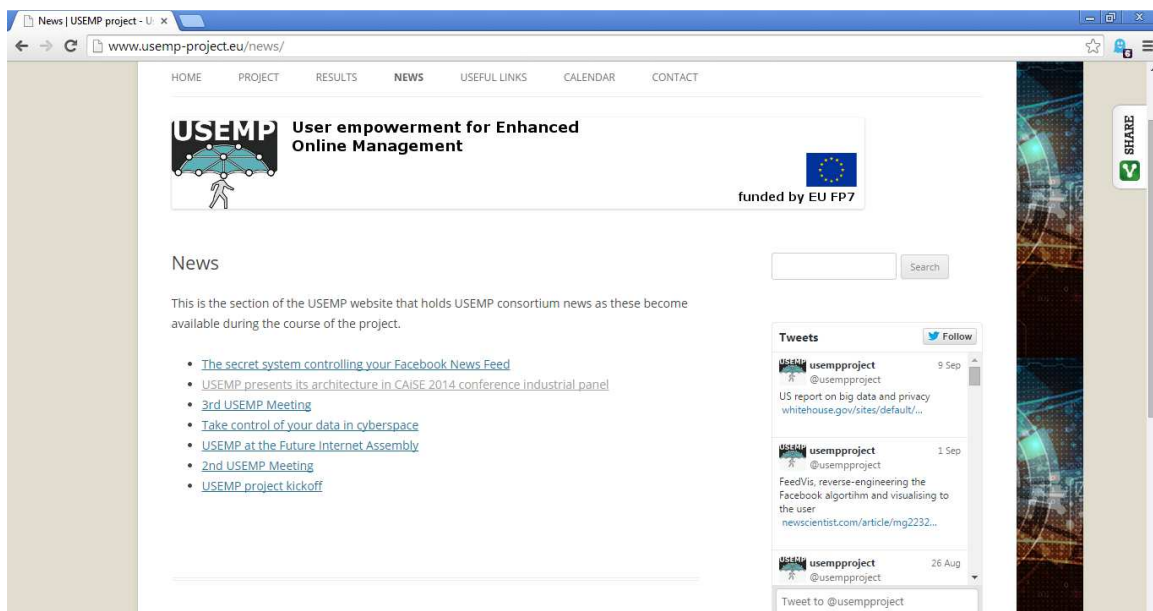 News | USEMP project - U
www.usemp-project.eu/news/
HOME PROJECT RESULTS NEWS USEFUL LINKS CALENDAR CONTACT
USEMP
User empowerment for Enhanced
Online Management
funded by EU FP7
SHARE
V
News
Search
This is the section of the USEMP website that holds USEMP consortium news as these become
available during the course of the project.
• The secret system controlling your Facebook News Feed
• USEMP presents its architecture in CAiSE 2014 conference industrial panel
• 3rd USEMP Meeting
• Take control of your data in cyberspace
• USEMP at the Future Internet Assembly
• 2nd USEMP Meeting
• USEMP project kickoff
Tweets Follow
USEMP
usempproject 9 Sep
@usempproject
US report on big data and privacy
whitehouse.gov/sites/default/...
USEMP
usempproject 1 Sep
@usempproject
FeedVis, reverse-engineering the
Facebook algortihm and visualising to
the user
newscientist.com/article/mg2232...
USEMP
usempproject 26 Aug
@usempproject
Tweet to @usempproject